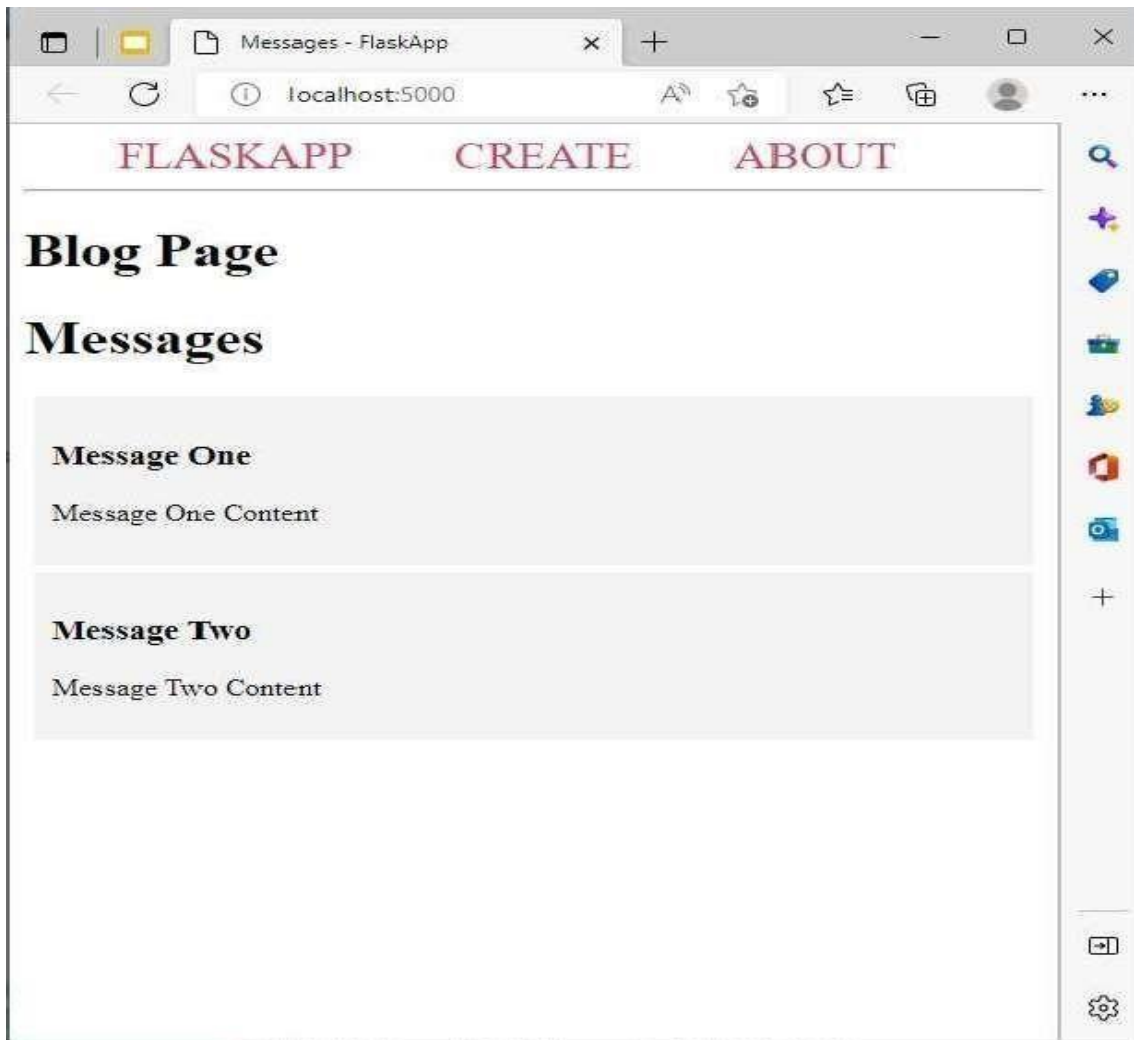 Messages - FlaskApp
localhost:5000
FLASKAPP CREATE ABOUT
Blog Page
Messages
Message One
Message One Content
Message Two
Message Two Content